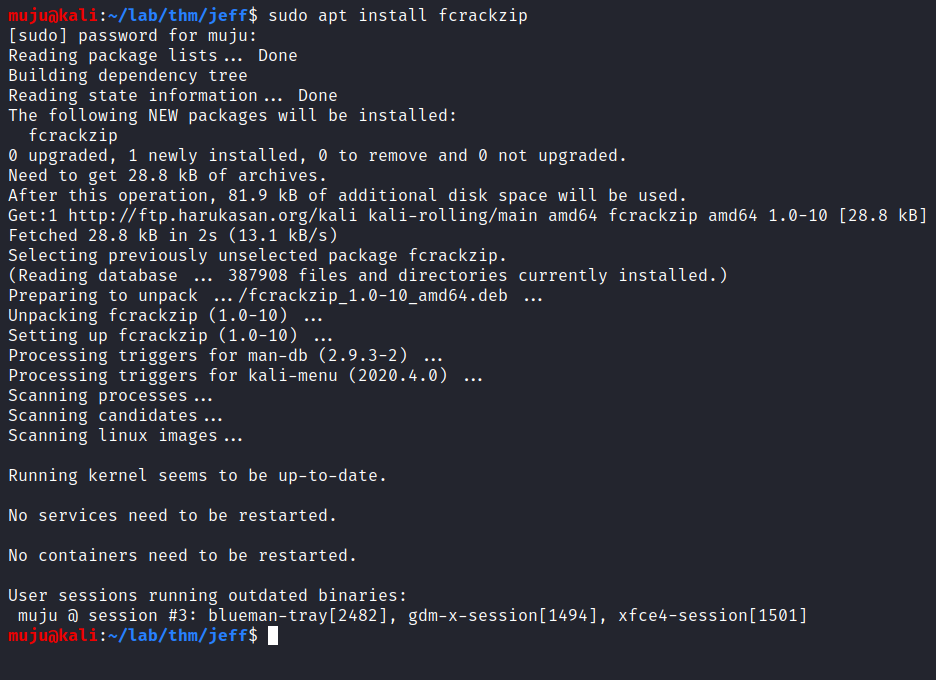 muju@kali:~/lab/thm/jeff$ sudo apt install fcrackzip
[sudo] password for muju:
Reading package lists... Done
Building dependency tree
Reading state information... Done
The following NEW packages will be installed:
  fcrackzip
0 upgraded, 1 newly installed, 0 to remove and 0 not upgraded.
Need to get 28.8 kB of archives.
After this operation, 81.9 kB of additional disk space will be used.
Get:1 http://ftp.harukasan.org/kali kali-rolling/main amd64 fcrackzip amd64 1.0-10 [28.8 kB]
Fetched 28.8 kB in 2s (13.1 kB/s)
Selecting previously unselected package fcrackzip.
(Reading database ... 387908 files and directories currently installed.)
Preparing to unpack .../fcrackzip_1.0-10_amd64.deb ...
Unpacking fcrackzip (1.0-10) ...
Setting up fcrackzip (1.0-10) ...
Processing triggers for man-db (2.9.3-2) ...
Processing triggers for kali-menu (2020.4.0) ...
Scanning processes...
Scanning candidates...
Scanning linux images...
Running kernel seems to be up-to-date.
No services need to be restarted.
No containers need to be restarted.
User sessions running outdated binaries:
 muju @ session #3: blueman-tray[2482], gdm-x-session[1494], xfce4-session[1501]
muju@kali:~/lab/thm/jeff$